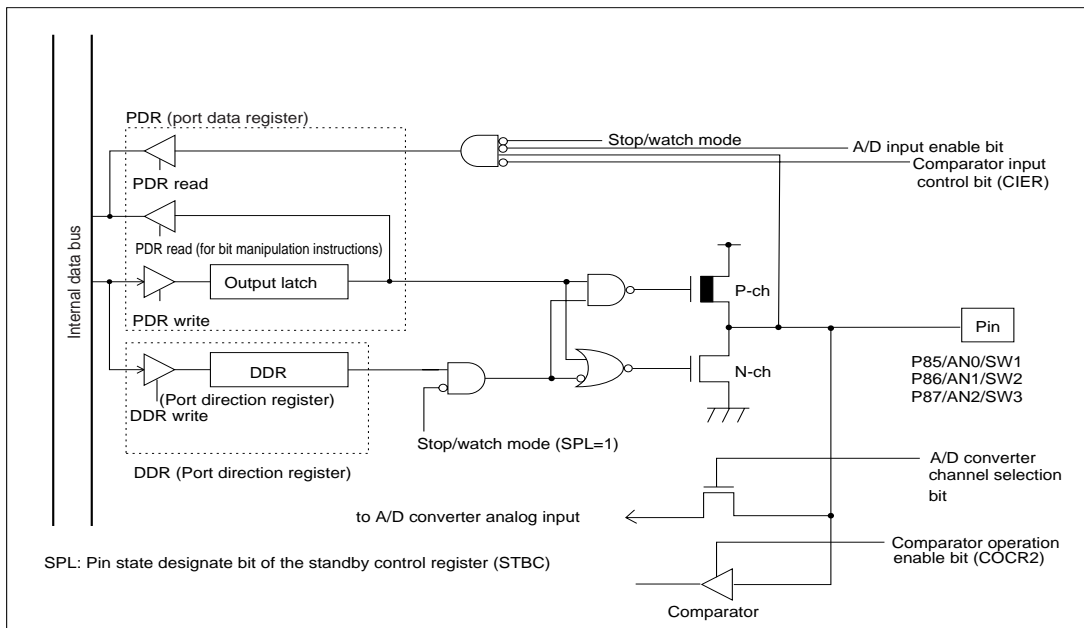 PDR (port data register)
Stop/watch mode
A/D input enable bit
Comparator input
control bit (CIER)
PDR read
PDR read (for bit manipulation instructions)
Internal data bus
Output latch
P-ch
PDR write
Pin
DDR
N-ch
P85/AN0/SW1
P86/AN1/SW2
P87/AN2/SW3
(Port direction register)
DDR write
Stop/watch mode (SPL=1)
DDR (Port direction register)
A/D converter
channel selection
bit
to A/D converter analog input
Comparator operation
enable bit (COCR2)
SPL: Pin state designate bit of the standby control register (STBC)
Comparator